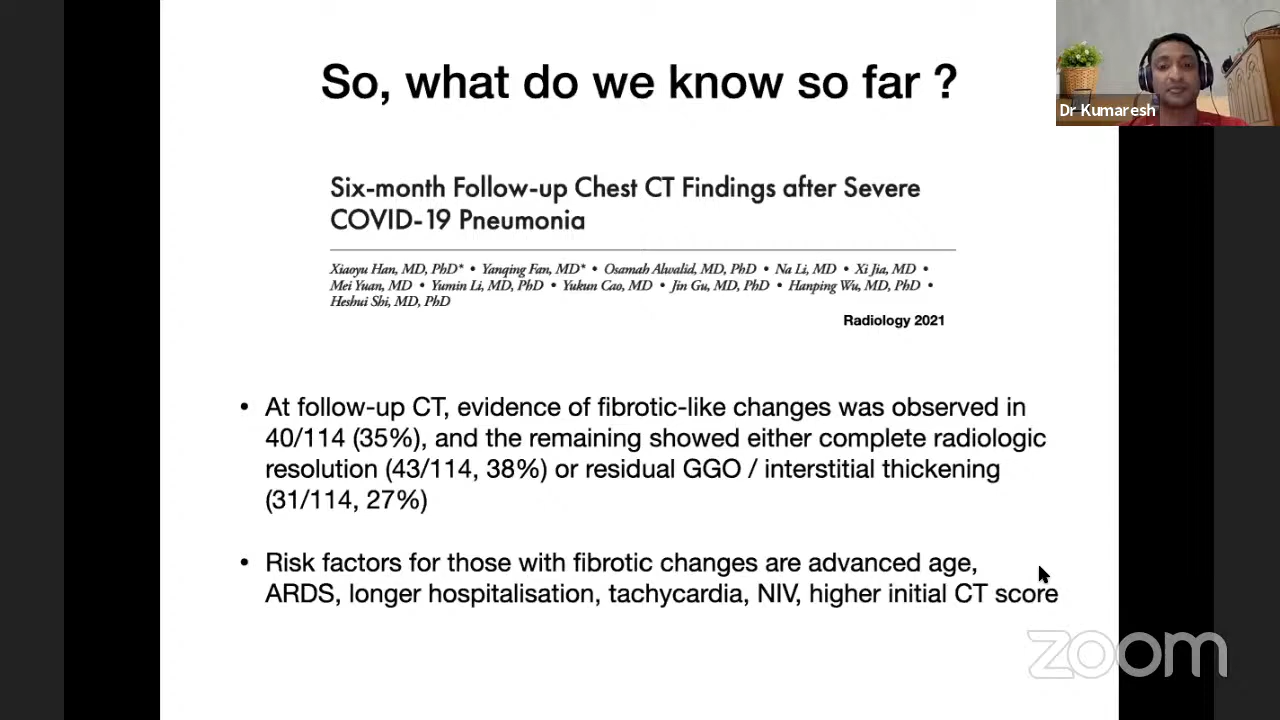 So, what do we know so far ?
Dr Kumaresh
Six-month Follow-up Chest CT Findings after Severe
COVID-19 Pneumonia
Xiaoyu Han, MD, PhD* • Yanqing Fan, MD* • Osamah Alwalid, MD, PhD • Na Li, MD • Xi Jia, MD •
Mei Yuan, MD • Yumin Li, MD, PhD • Yukun Cao, MD • Jin Gu, MD, PhD • Hanping Wu, MD, PhD •
Heshui Shi, MD, PhD
Radiology 2021
• At follow-up CT, evidence of fibrotic-like changes was observed in
40/114 (35%), and the remaining showed either complete radiologic
resolution (43/114, 38%) or residual GGO / interstitial thickening
(31/114, 27%)
• Risk factors for those with fibrotic changes are advanced age,
ARDS, longer hospitalisation, tachycardia, NIV, higher initial CT score
zoom